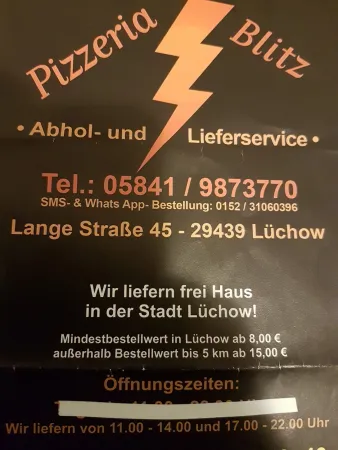 Pizzeria Blitz
• Abhol- und Lieferservice •
Tel.: 05841 / 9873770
SMS- & Whats App- Bestellung: 0152 / 31060396
Lange Straße 45 - 29439 Lüchow
Wir liefern frei Haus
in der Stadt Lüchow!
Mindestbestellwert in Lüchow ab 8,00 €
außerhalb Bestellwert bis 5 km ab 15,00 €
Öffnungszeiten:
Wir liefern von 11.00 - 14.00 und 17.00 - 22.00 Uhr